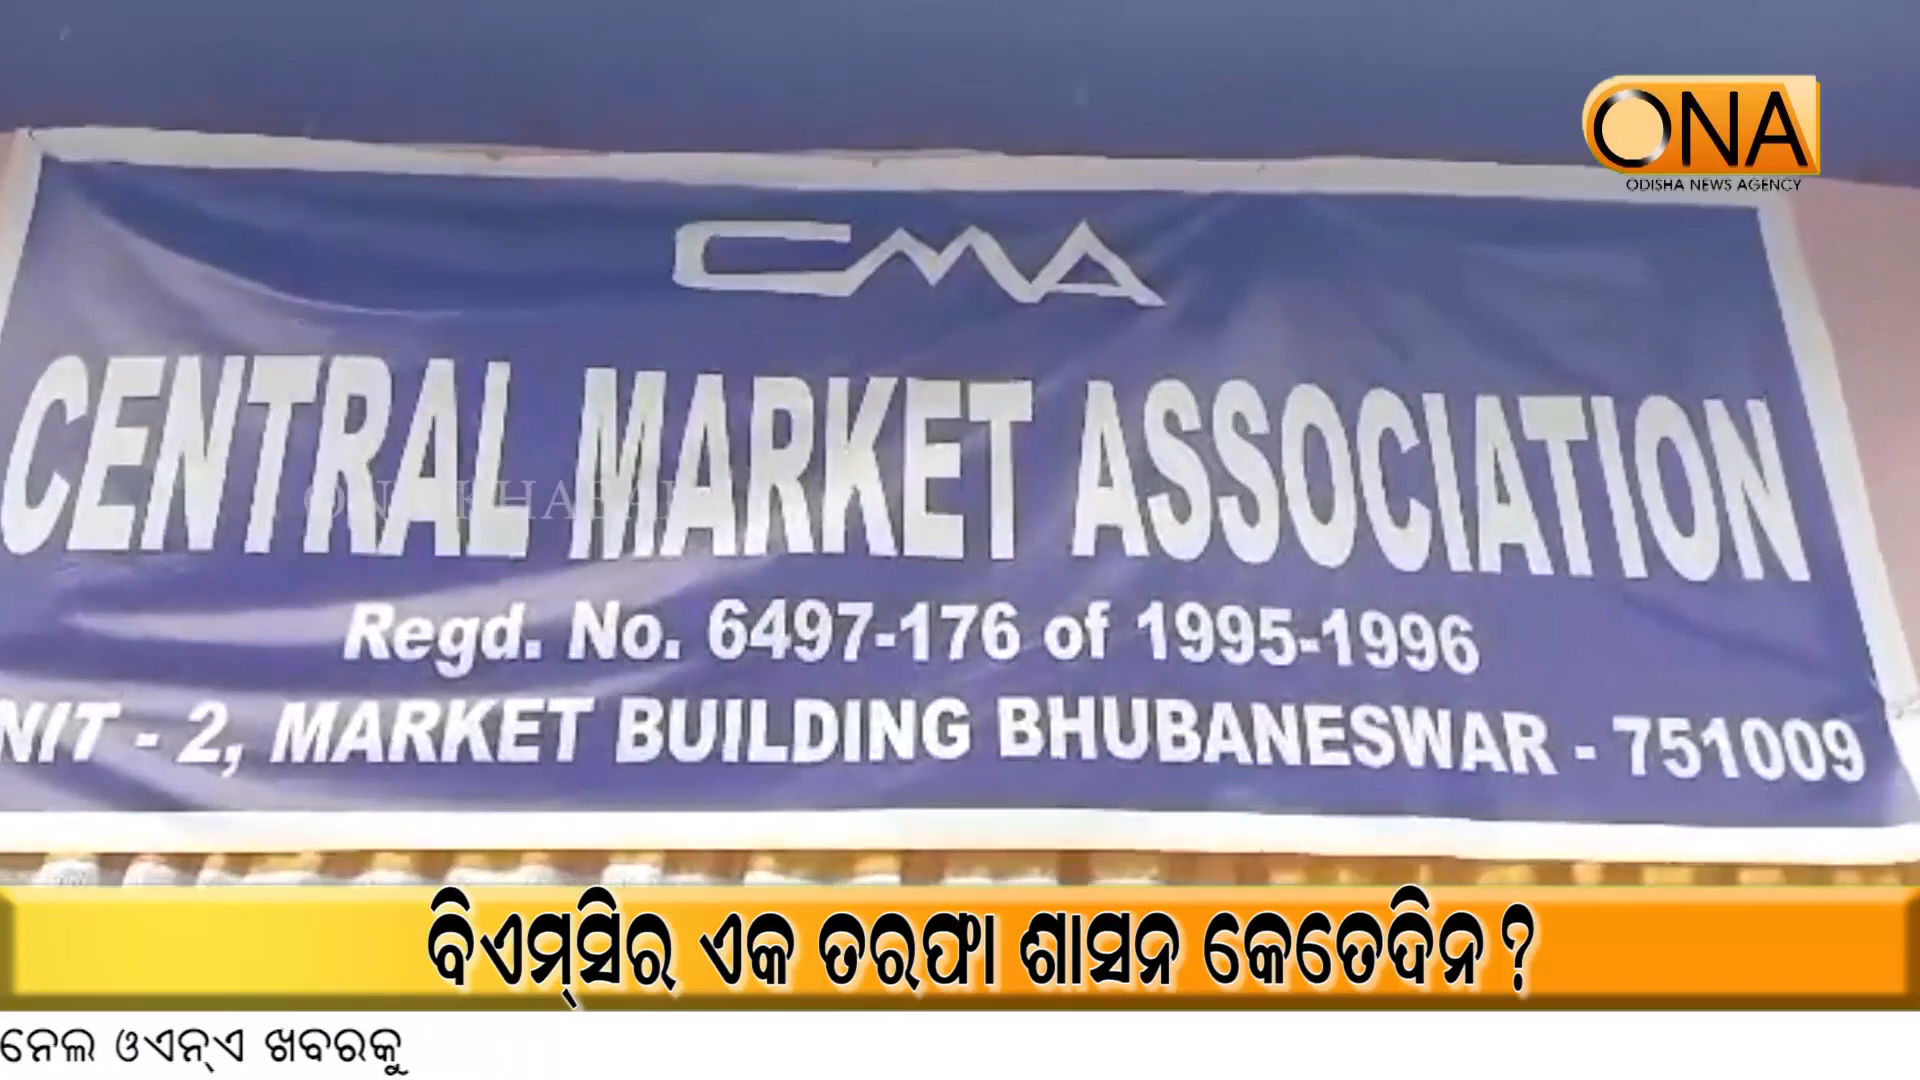 ONA
ODISHA NEWS AGENCY
CMA
CENTRAL MARKET ASSOCIATION
Regd. No. 6497-176 of 1995-1996
NIT - 2, MARKET BUILDING BHUBANESWAR - 751009
ବିଏମ୍‌ସିର ଏକ ତରଫା ଶାସନ କେତେଦିନ ?
ନେଲ ଓଏନ୍ଏ ଖବରକୁ